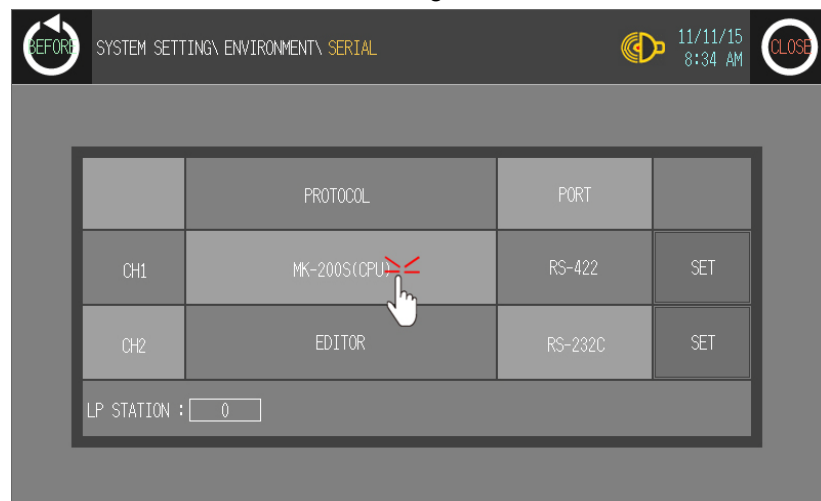 BEFORE SYSTEM SETTING\ ENVIRONMENT\ SERIAL 11/11/15 CLOSE
8:34 AM
PROTOCOL PORT
CH1 MK-200S(CPU) RS-422 SET
CH2 EDITOR RS-232C SET
LP STATION : 0